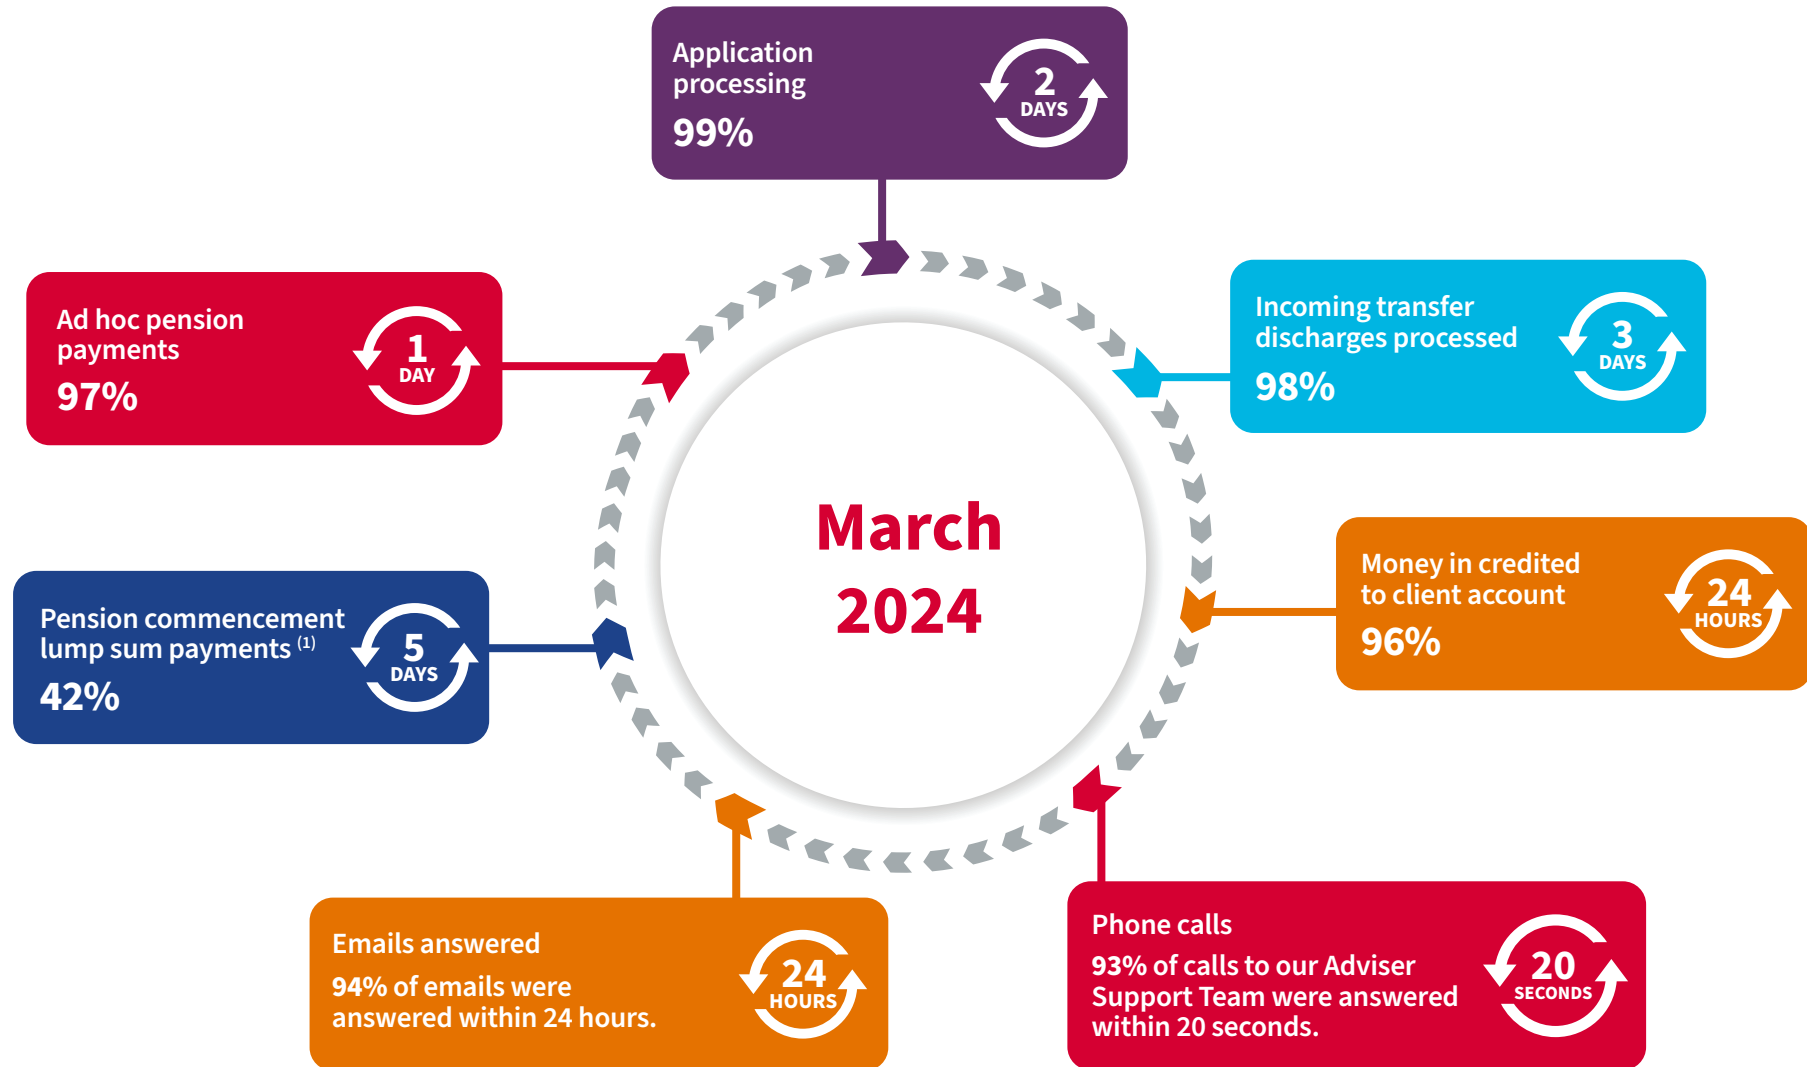 Application
processing
99%
2
DAYS
Incoming transfer
discharges processed
98%
3
DAYS
Money in credited
to client account
96%
24
HOURS
Phone calls
93% of calls to our Adviser
Support Team were answered
within 20 seconds.
20
SECONDS
Emails answered
94% of emails were
answered within 24 hours.
24
HOURS
Pension commencement
lump sum payments (1)
42%
5
DAYS
Ad hoc pension
payments
97%
1
DAY
March
2024